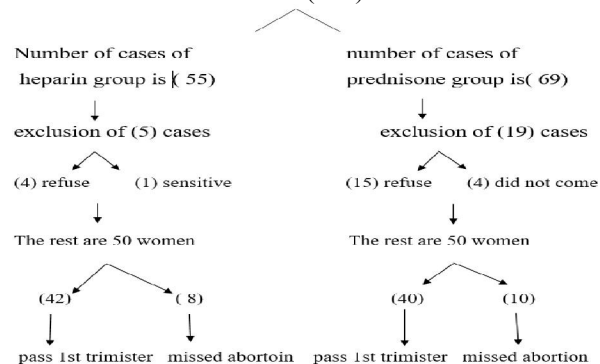 Number of cases of
heparin group is ( 55)
number of cases of
prednisone group is( 69)
exclusion of (5) cases
exclusion of (19) cases
(4) refuse
(1) sensitive
(15) refuse
(4) did not come
The rest are 50 women
The rest are 50 women
(42)
( 8)
(40)
(10)
pass 1st trimister
missed abortoin
pass 1st trimister
missed abortion